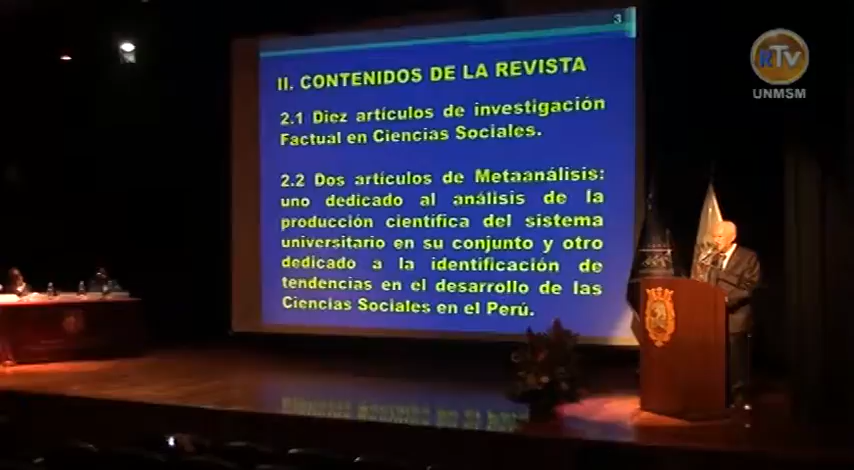 3
II. CONTENIDOS DE LA REVISTA
2.1 Diez artículos de investigación
Factual en Ciencias Sociales.
2.2 Dos artículos de Metaanálisis:
uno dedicado al análisis de la
producción científica del sistema
universitario en su conjunto y otro
dedicado a la identificación de
tendencias en el desarrollo de las
Ciencias Sociales en el Perú.
RTV
UNMSM